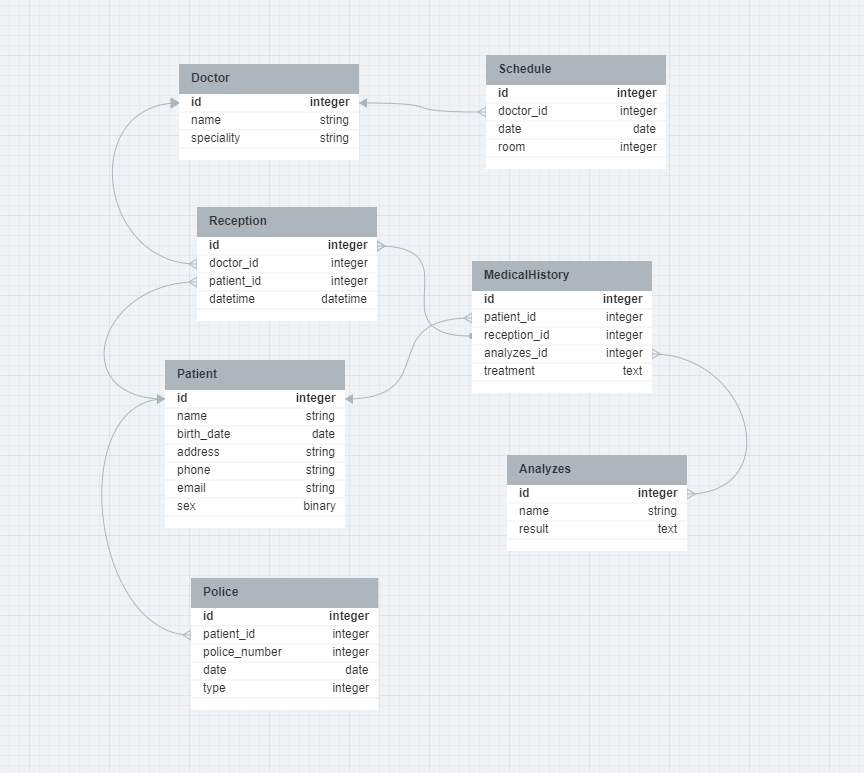 Doctor
id integer
name string
speciality string
Schedule
id integer
doctor_id integer
date date
room integer
Reception
id integer
doctor_id integer
patient_id integer
datetime datetime
MedicalHistory
id integer
patient_id integer
reception_id integer
analyzes_id integer
treatment text
Patient
id integer
name string
birth_date date
address string
phone string
email string
sex binary
Analyzes
id integer
name string
result text
Police
id integer
patient_id integer
police_number integer
date date
type integer